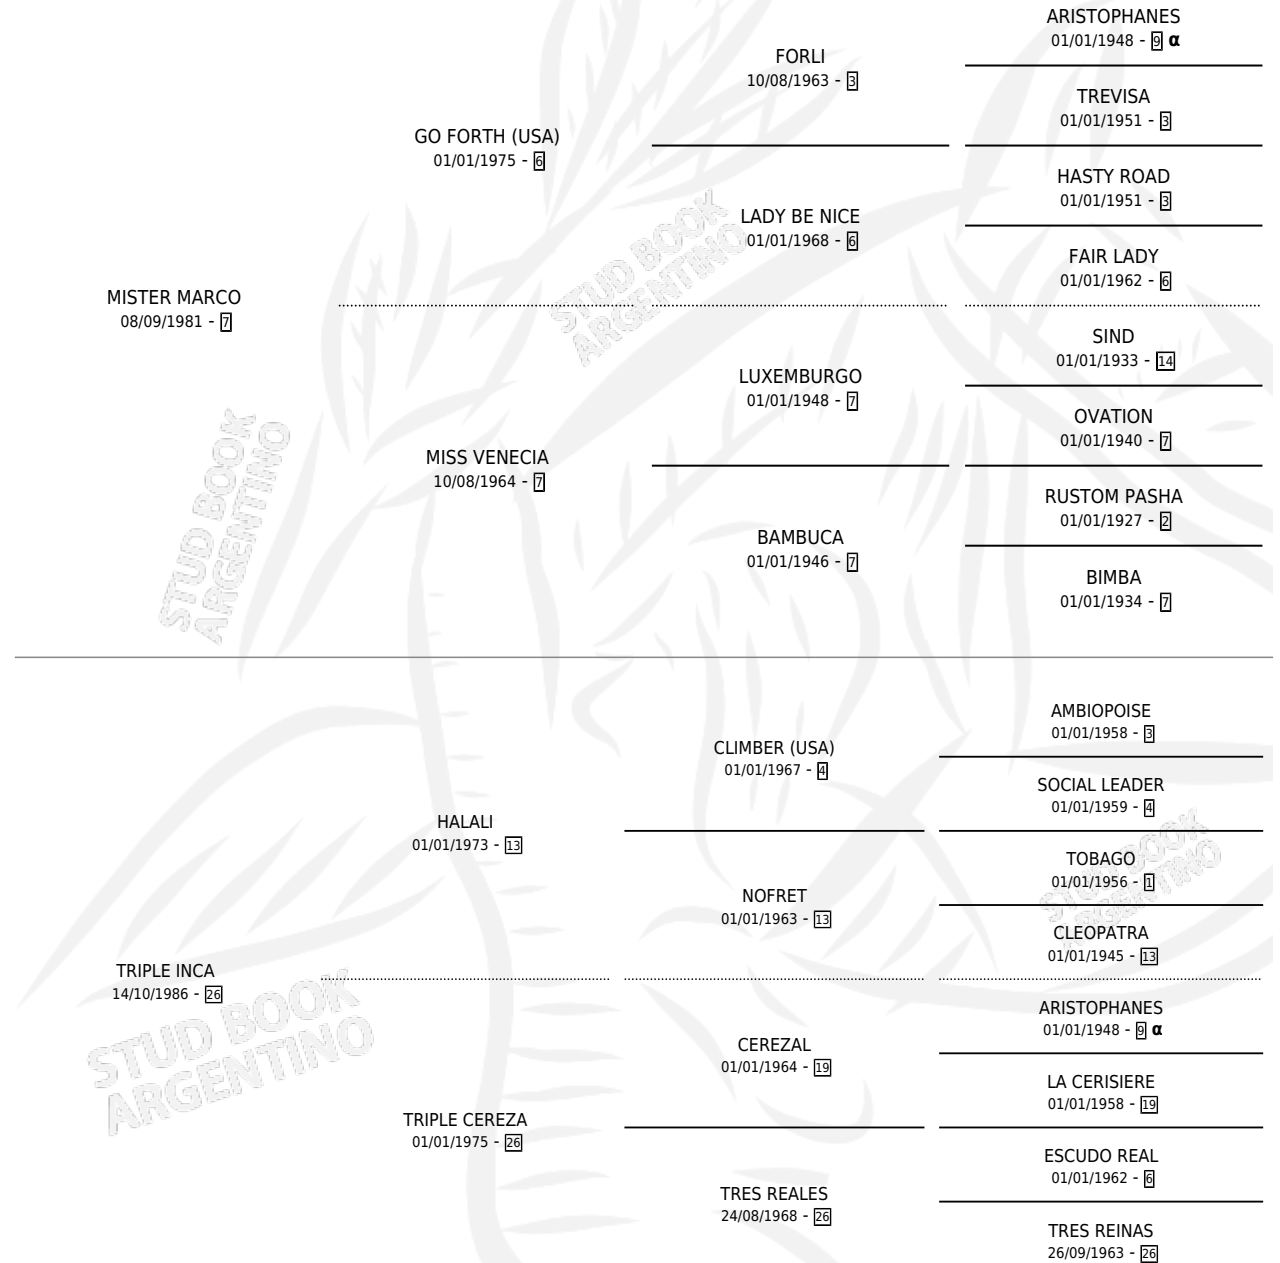 ARISTOPHANES
01/01/1948 - 9 α
FORLI
10/08/1963 - 3
TREVISA
01/01/1951 - 3
GO FORTH (USA)
01/01/1975 - 6
HASTY ROAD
01/01/1951 - 3
LADY BE NICE
01/01/1968 - 6
FAIR LADY
01/01/1962 - 6
MISTER MARCO
08/09/1981 - 7
SIND
01/01/1933 - 14
LUXEMBURGO
01/01/1948 - 7
OVATION
01/01/1940 - 7
MISS VENECIA
10/08/1964 - 7
RUSTOM PASHA
01/01/1927 - 2
BAMBUCA
01/01/1946 - 7
BIMBA
01/01/1934 - 7
AMBIOPOISE
01/01/1958 - 3
CLIMBER (USA)
01/01/1967 - 4
SOCIAL LEADER
01/01/1959 - 4
HALALI
01/01/1973 - 13
TOBAGO
01/01/1956 - 1
NOFRET
01/01/1963 - 13
CLEOPATRA
01/01/1945 - 13
TRIPLE INCA
14/10/1986 - 26
ARISTOPHANES
01/01/1948 - 9 α
CEREZAL
01/01/1964 - 19
LA CERISIERE
01/01/1958 - 19
TRIPLE CEREZA
01/01/1975 - 26
ESCUDO REAL
01/01/1962 - 6
TRES REALES
24/08/1968 - 26
TRES REINAS
26/09/1963 - 26
STUD BOOK
ARGENTINO
STUD BOOK
ARGENTINO
STUD BOOK
ARGENTINO
STUD BOOK
ARGENTINO